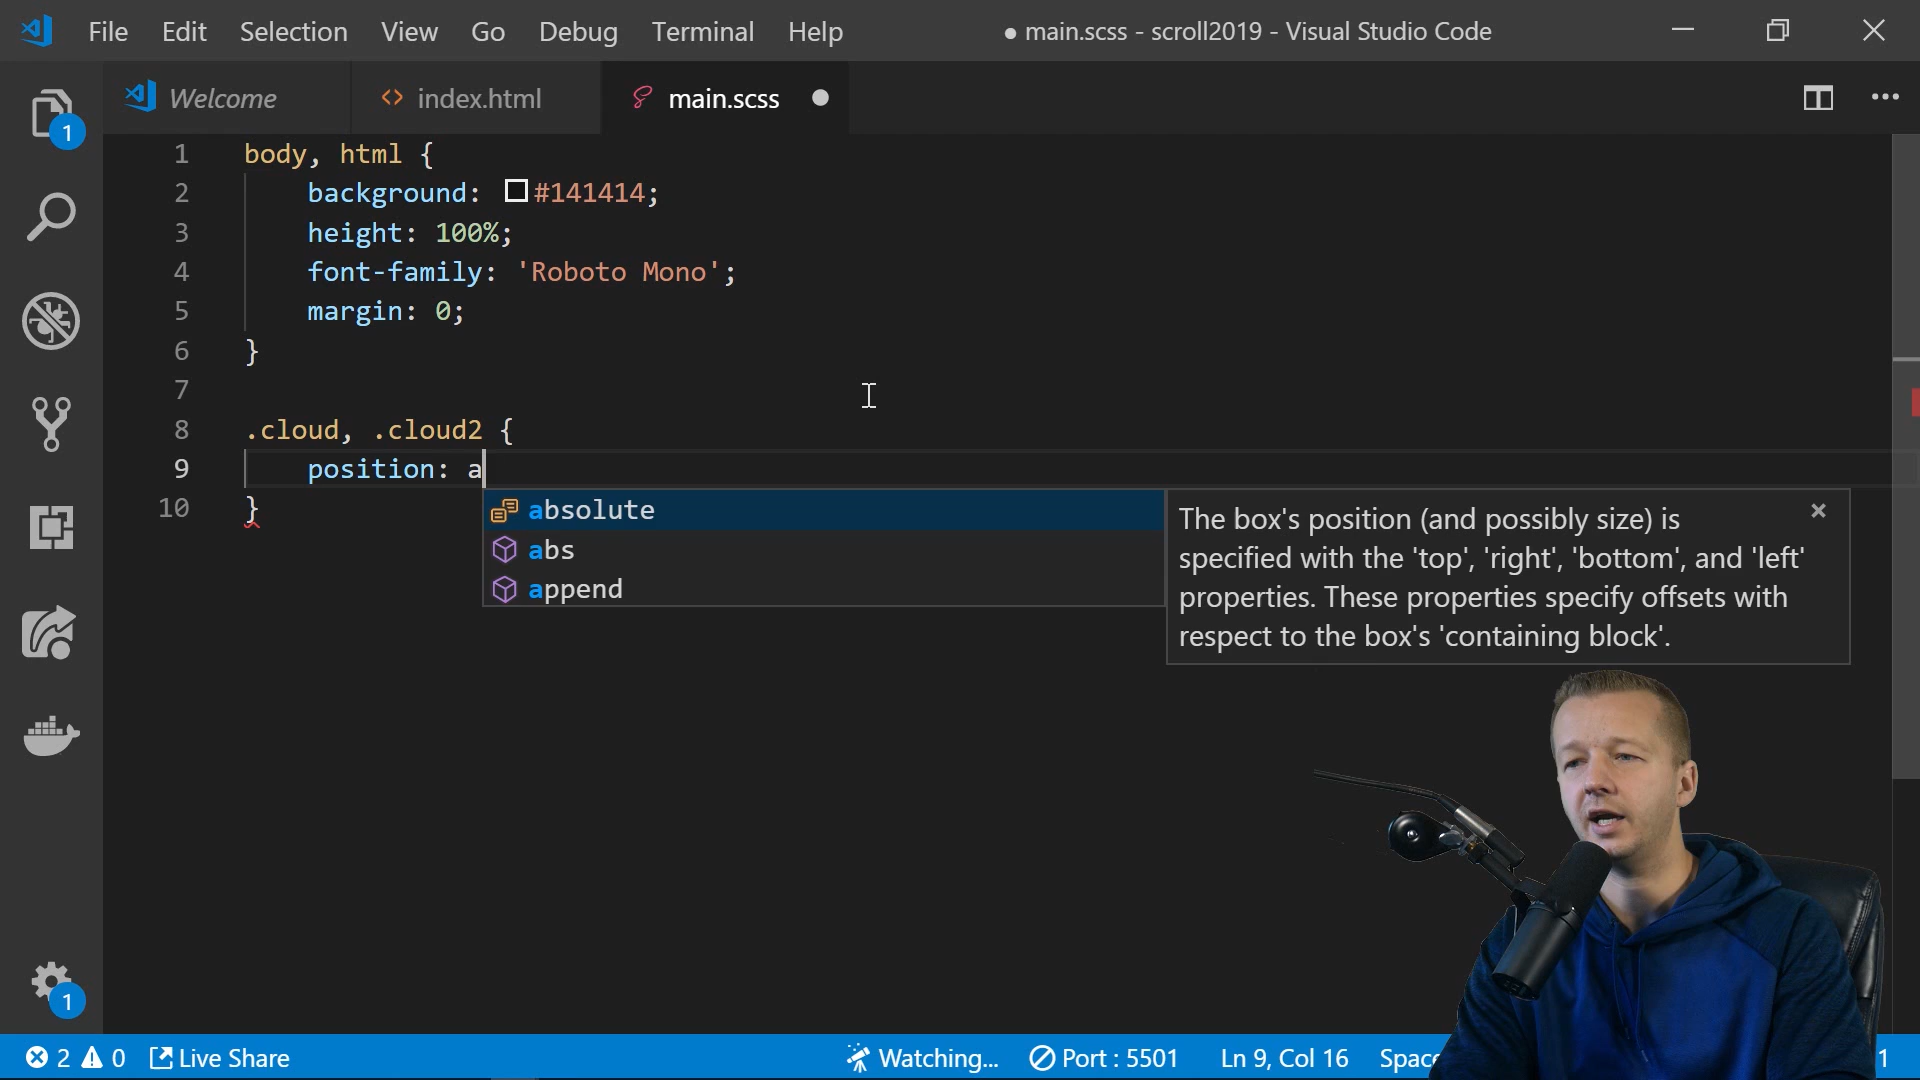 File Edit Selection View Go Debug Terminal Help ● main.scss - scroll2019 - Visual Studio Code
Welcome <> index.html main.scss ●
1
1 body, html {
2 background: #141414;
3 height: 100%;
4 font-family: 'Roboto Mono';
5 margin: 0;
6 }
7
8 .cloud, .cloud2 {
9 position: a
10 }
absolute
abs
append
The box's position (and possibly size) is
specified with the 'top', 'right', 'bottom', and 'left'
properties. These properties specify offsets with
respect to the box's 'containing block'.
1
2 0 Live Share Watching... Port : 5501 Ln 9, Col 16 1